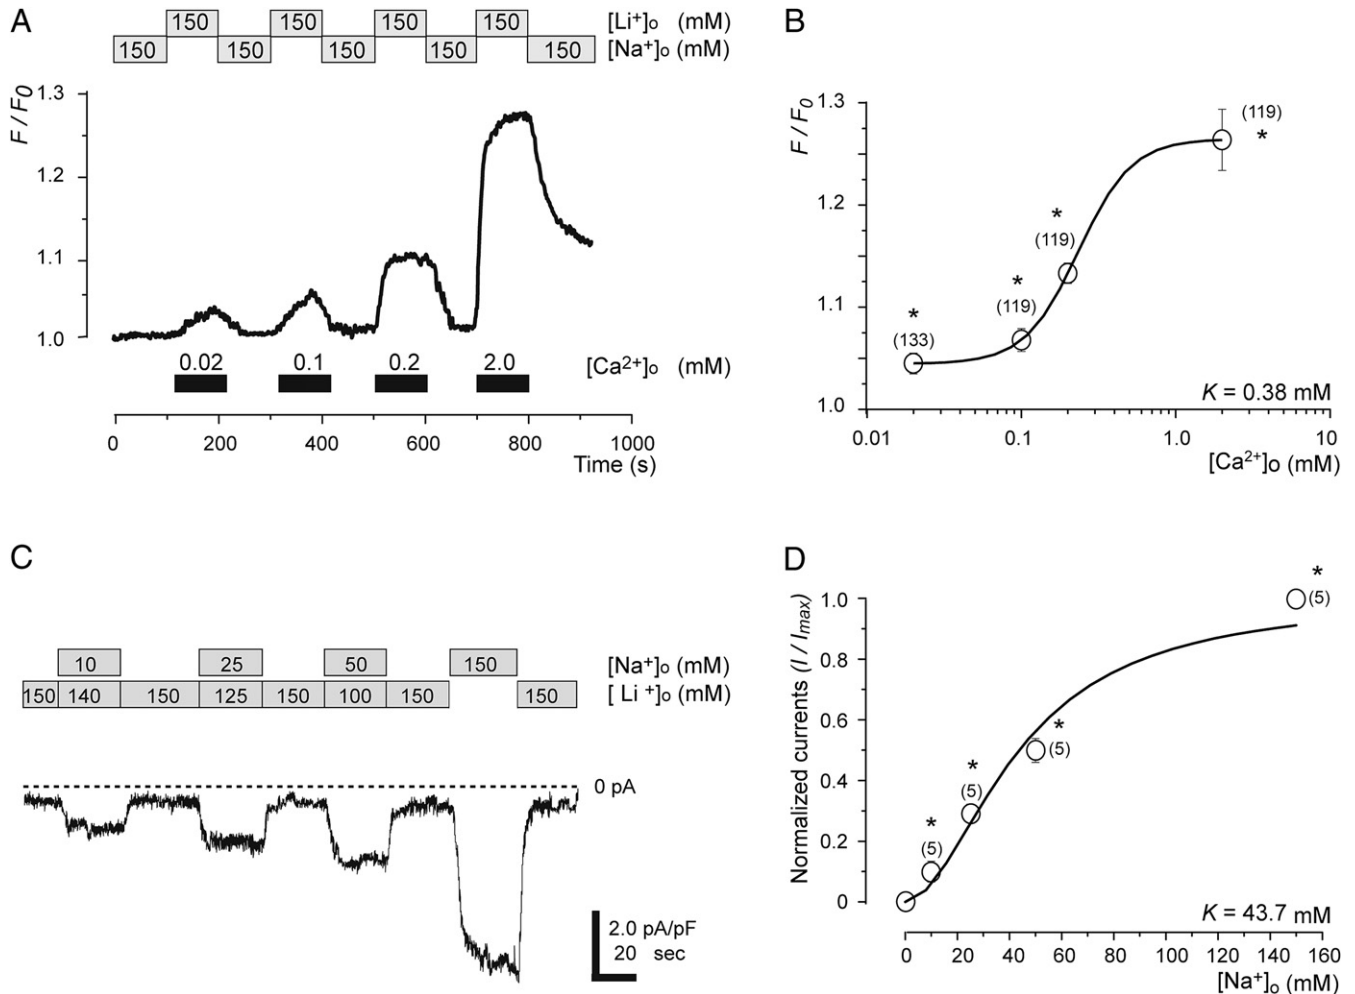 A
150 150 150 150 [Li⁺]o (mM)
150 150 150 150 150 [Na⁺]o (mM)
F / F0
1.3
1.2
1.1
1.0
0.02 0.1 0.2 2.0 [Ca²⁺]o (mM)
0 200 400 600 800 1000
Time (s)
B
F / F0
1.3
1.2
1.1
1.0
(119)
*
*
(119)
*
(119)
*
(133)
K = 0.38 mM
0.01 0.1 1.0 10
[Ca²⁺]o (mM)
C
10 25 50 150 [Na⁺]o (mM)
150 140 150 125 150 100 150 150 [ Li ⁺]o (mM)
0 pA
2.0 pA/pF
20 sec
D
Normalized currents (I / Imax)
1.0
0.8
0.6
0.4
0.2
0
*
(5)
*
(5)
*
(5)
*
(5)
K = 43.7 mM
0 20 40 60 80 100 120 140 160
[Na⁺]o (mM)